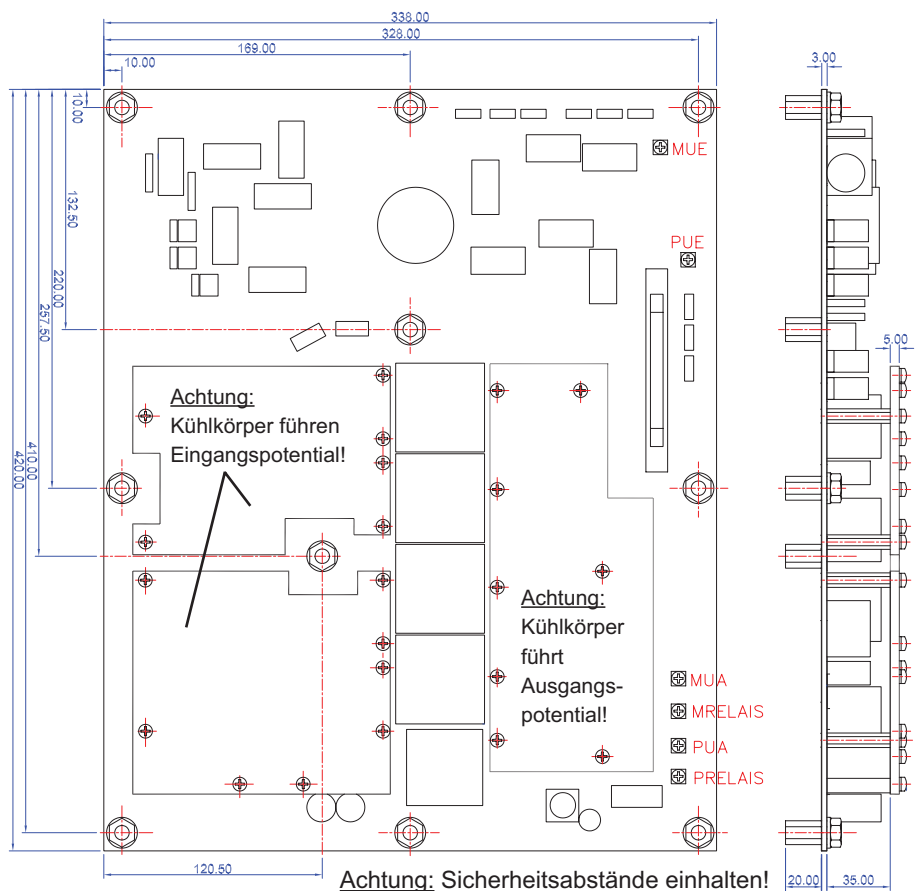 338.00
328.00
169.00
10.00
3.00
10.00
MUE
132.50
PUE
220.00
257.50
5.00
Achtung:
Kühlkörper führen
Eingangspotential!
410.00
420.00
Achtung:
Kühlkörper
führt
Ausgangs-
potential!
MUA
MRELAIS
PUA
PRELAIS
120.50
Achtung: Sicherheitsabstände einhalten!
20.00
35.00